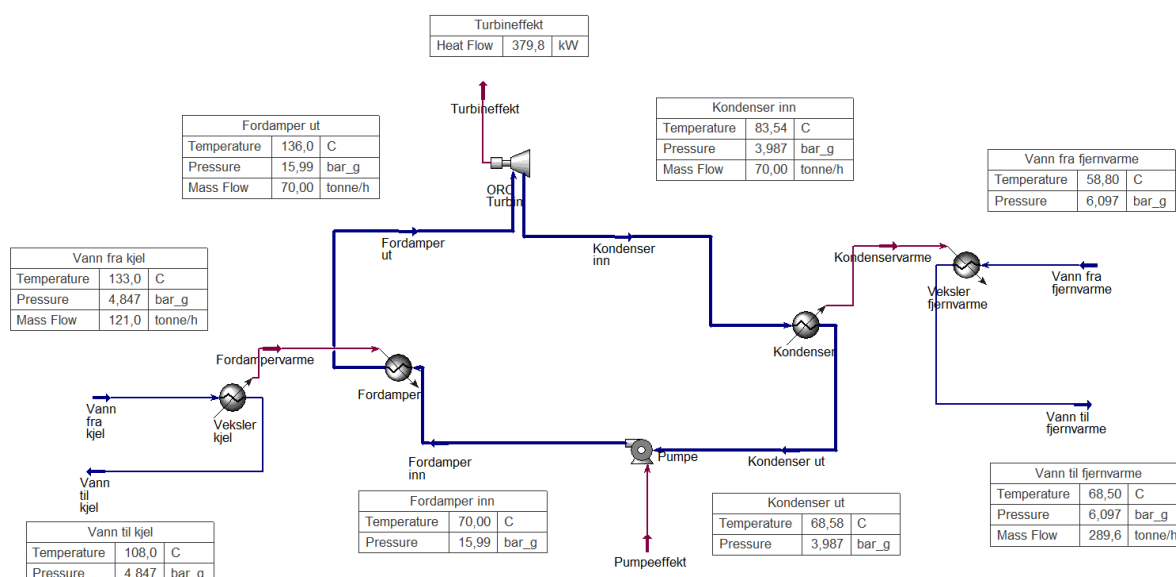 Turbineffekt
Heat Flow 379,8 kW
Turbineffekt
Fordamper ut
Temperature 136,0 C
Pressure 15,99 bar_g
Mass Flow 70,00 tonne/h
Kondenser inn
Temperature 83,54 C
Pressure 3,987 bar_g
Mass Flow 70,00 tonne/h
Vann fra fjernvarme
Temperature 58,80 C
Pressure 6,097 bar_g
ORC
Turbin
Fordamper
ut
Kondenser
inn
Kondenservarme
Veksler
fjernvarme
Vann fra
fjernvarme
Vann fra kjel
Temperature 133,0 C
Pressure 4,847 bar_g
Mass Flow 121,0 tonne/h
Fordampervarme
Kondenser
Fordamper
Vann
fra
kjel
Veksler
kjel
Vann til
fjernvarme
Vann
til
kjel
Fordamper
inn
Pumpe
Kondenser ut
Vann til kjel
Temperature 108,0 C
Pressure 4,847 bar_g
Fordamper inn
Temperature 70,00 C
Pressure 15,99 bar_g
Pumpeeffekt
Kondenser ut
Temperature 68,58 C
Pressure 3,987 bar_g
Vann til fjernvarme
Temperature 68,50 C
Pressure 6,097 bar_g
Mass Flow 289,6 tonne/h